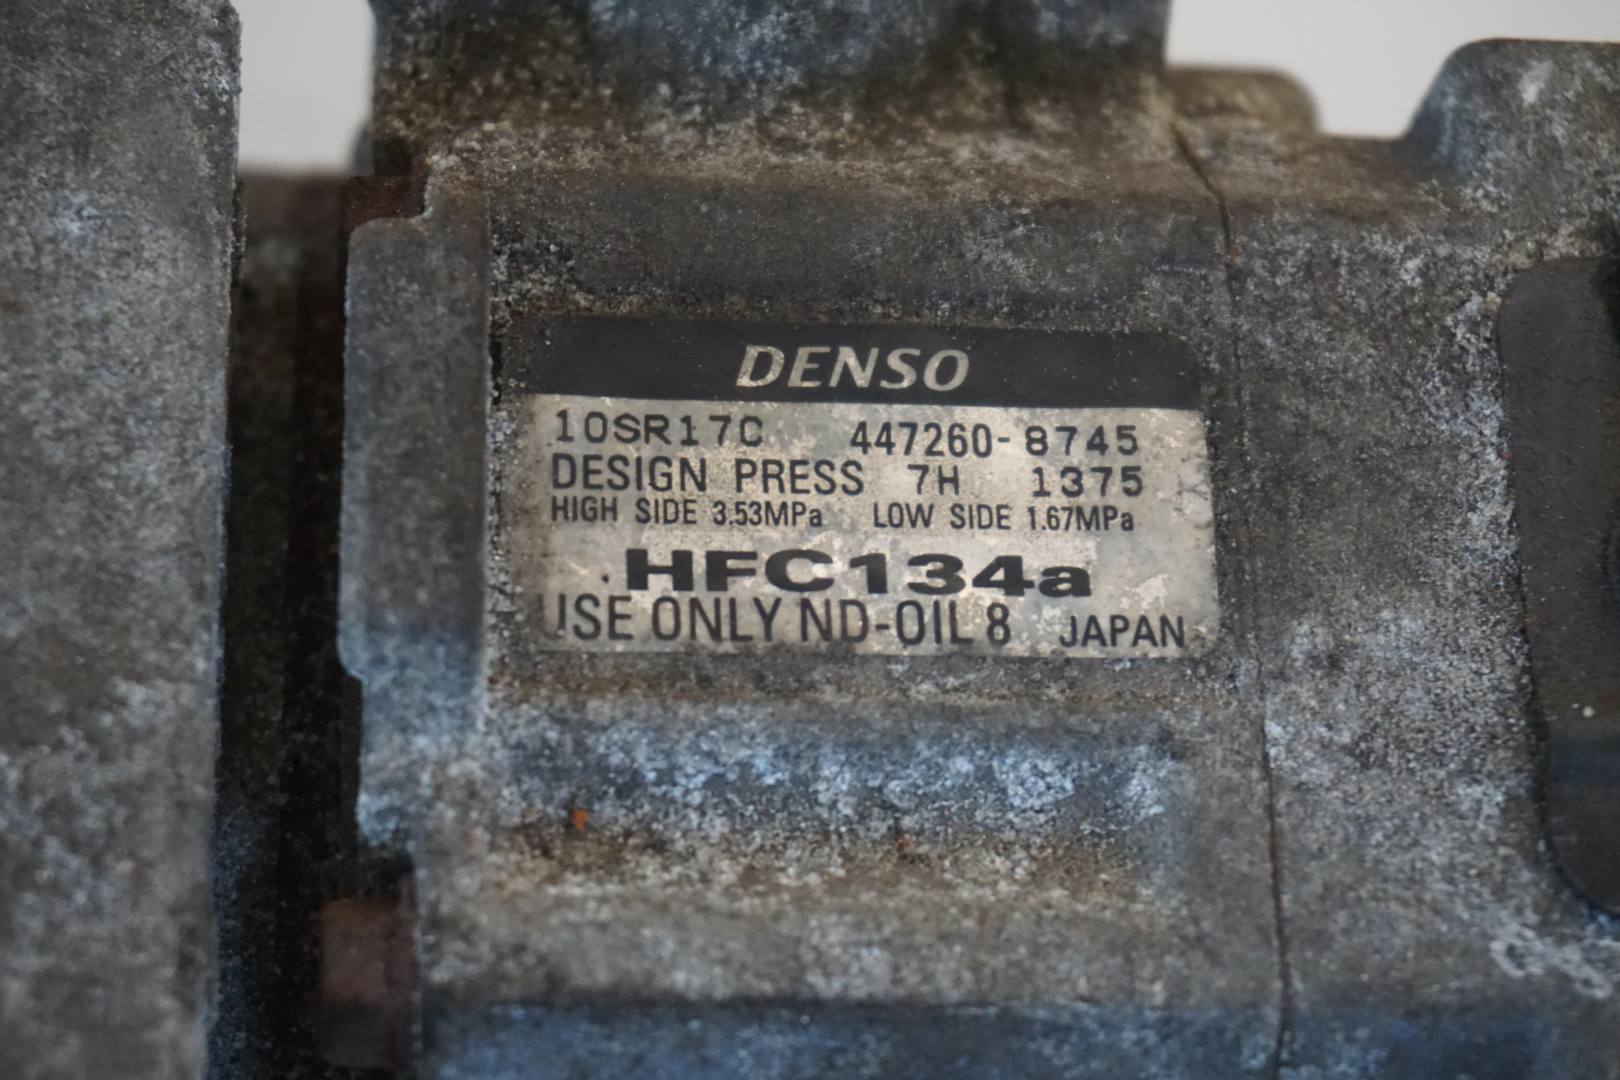 DENSO
10SR17C 447260-8745
DESIGN PRESS 7H 1375
HIGH SIDE 3.53MPa LOW SIDE 1.67MPa
HFC134a
USE ONLY ND-OIL 8 JAPAN